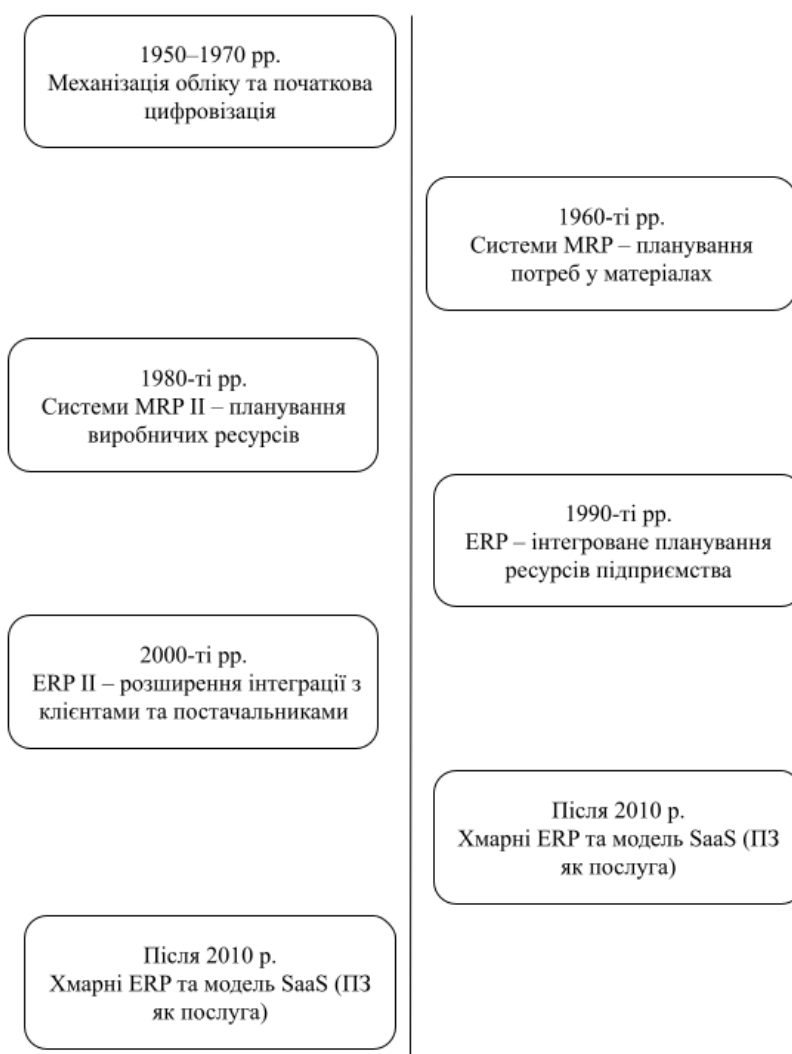 1950–1970 рр.
Механізація обліку та початкова
цифровізація
1960-ті рр.
Системи MRP – планування
потреб у матеріалах
1980-ті рр.
Системи MRP II – планування
виробничих ресурсів
1990-ті рр.
ERP – інтегроване планування
ресурсів підприємства
2000-ті рр.
ERP II – розширення інтеграції з
клієнтами та постачальниками
Після 2010 р.
Хмарні ERP та модель SaaS (ПЗ
як послуга)
Після 2010 р.
Хмарні ERP та модель SaaS (ПЗ
як послуга)